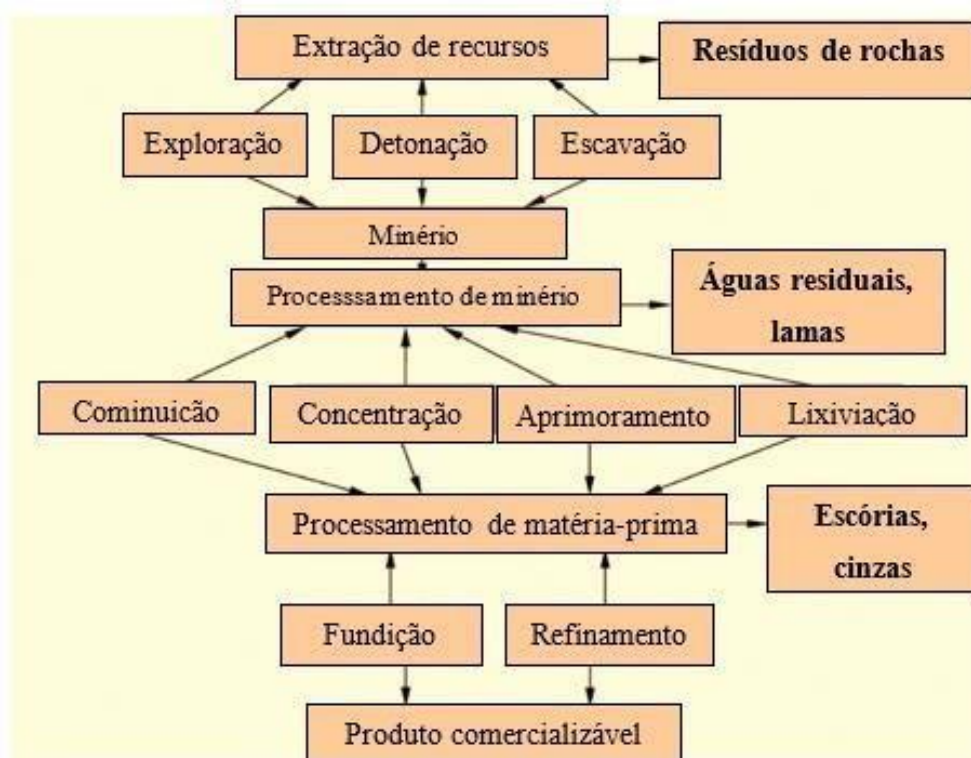 Extração de recursos
Resíduos de rochas
Exploração
Detonação
Escavação
Minério
Processsamento de minério
Águas residuais,
lamas
Cominuicão
Concentração
Aprimoramento
Lixiviação
Processamento de matéria-prima
Escórias,
cinzas
Fundição
Refinamento
Produto comercializável